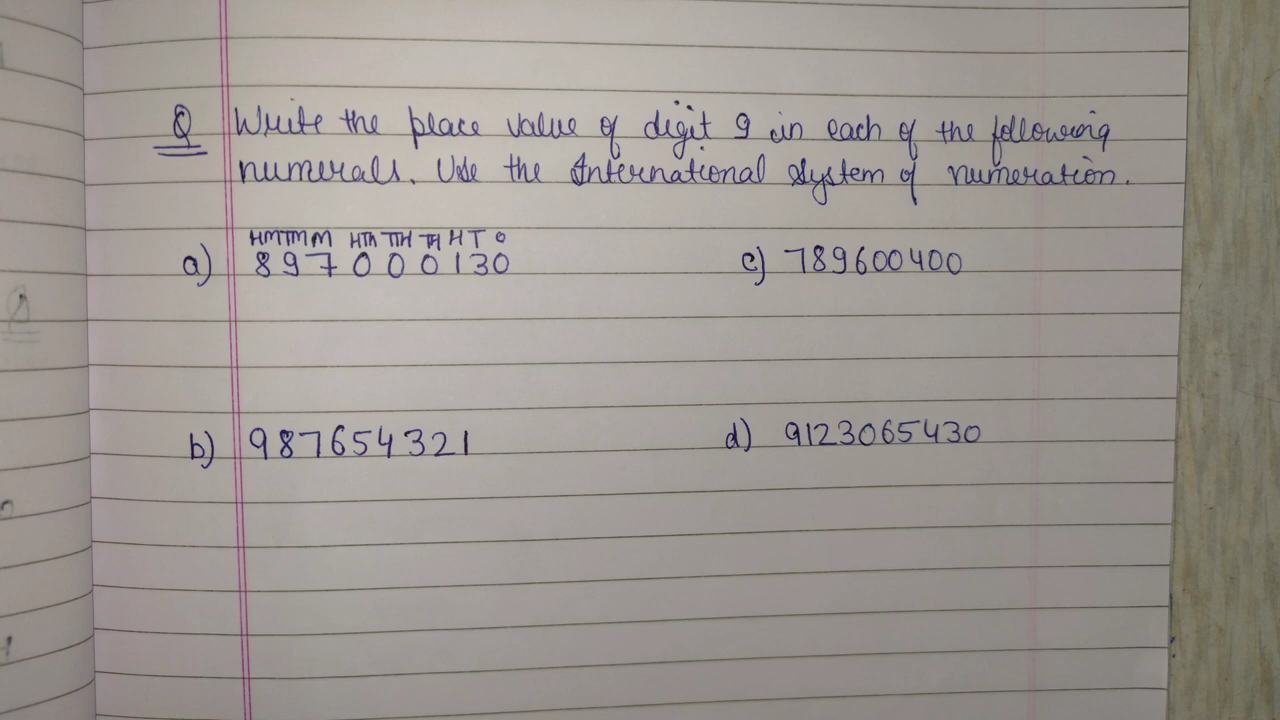 Q Write the place value of digit 9 in each of the following
numerals. Use the International System of numeration.
HM TM M HTh TTH TH H T O
a) 897000130
c) 789600400
b) 987654321
d) 9123065430